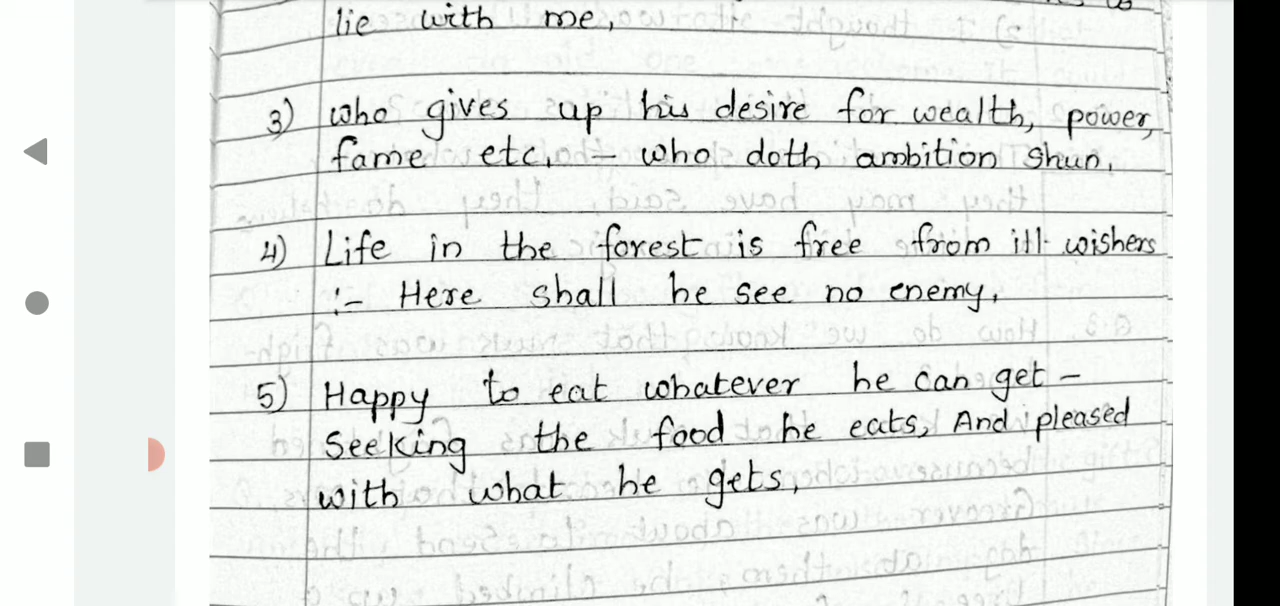 lie with me,
3) who gives up his desire for wealth, power,
fame etc. - who doth ambition shun.
4) Life in the forest is free from ill wishers
:- Here shall he see no enemy.
5) Happy to eat whatever he can get -
Seeking the food he eats, And pleased
with what he gets,